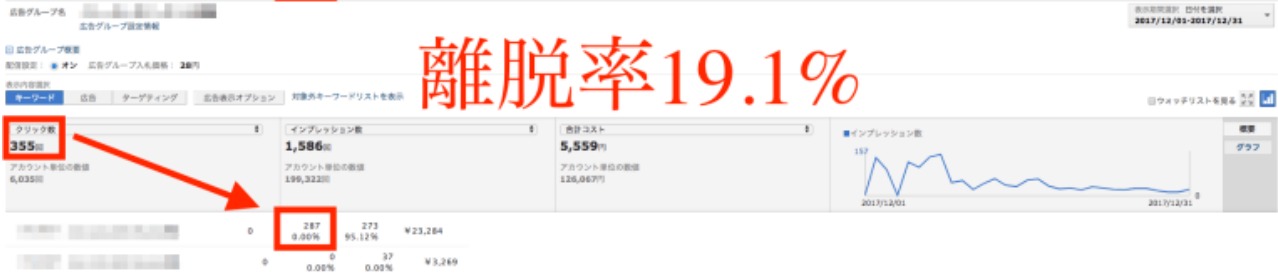 広告グループ名
広告グループ設定情報
表示期間選択 日付を選択
2017/12/01-2017/12/31
広告グループ概要
配信設定： オン 広告グループ入札価格： 28円
離脱率19.1%
表示内容選択
キーワード 広告 ターゲティング 広告表示オプション 対象外キーワードリストを表示
ウォッチリストを見る
クリック数 インプレッション数 合計コスト
355回 1,586回 5,559円
アカウント単位の数値 アカウント単位の数値 アカウント単位の数値
6,035回 199,322回 126,067円
インプレッション数
157
0
2017/12/01 2017/12/31
概要
グラフ
0 287 273 ¥23,284
0.00% 95.12%
0 0 37 ¥3,269
0.00% 0.00%